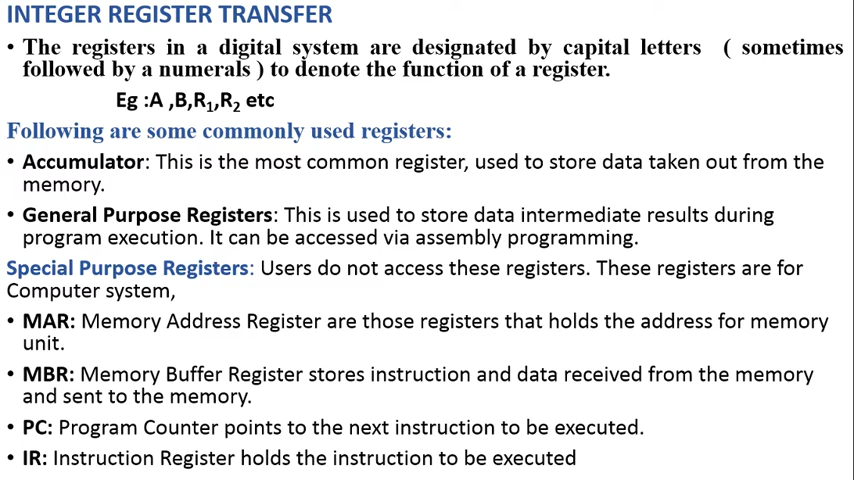 INTEGER REGISTER TRANSFER
• The registers in a digital system are designated by capital letters ( sometimes
followed by a numerals ) to denote the function of a register.
Eg :A ,B,R₁,R₂ etc
Following are some commonly used registers:
• Accumulator: This is the most common register, used to store data taken out from the
memory.
• General Purpose Registers: This is used to store data intermediate results during
program execution. It can be accessed via assembly programming.
Special Purpose Registers: Users do not access these registers. These registers are for
Computer system,
• MAR: Memory Address Register are those registers that holds the address for memory
unit.
• MBR: Memory Buffer Register stores instruction and data received from the memory
and sent to the memory.
• PC: Program Counter points to the next instruction to be executed.
• IR: Instruction Register holds the instruction to be executed